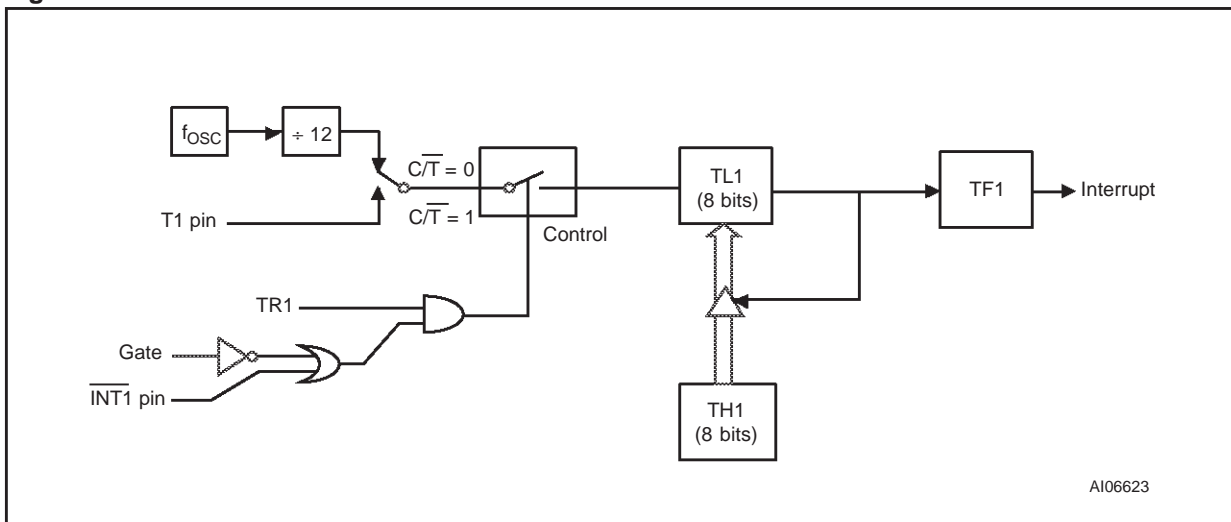 fOSC
÷ 12
C/T̅ = 0
C/T̅ = 1
T1 pin
Control
TL1
(8 bits)
TF1
Interrupt
TR1
Gate
I̅N̅T̅1̅ pin
TH1
(8 bits)
AI06623